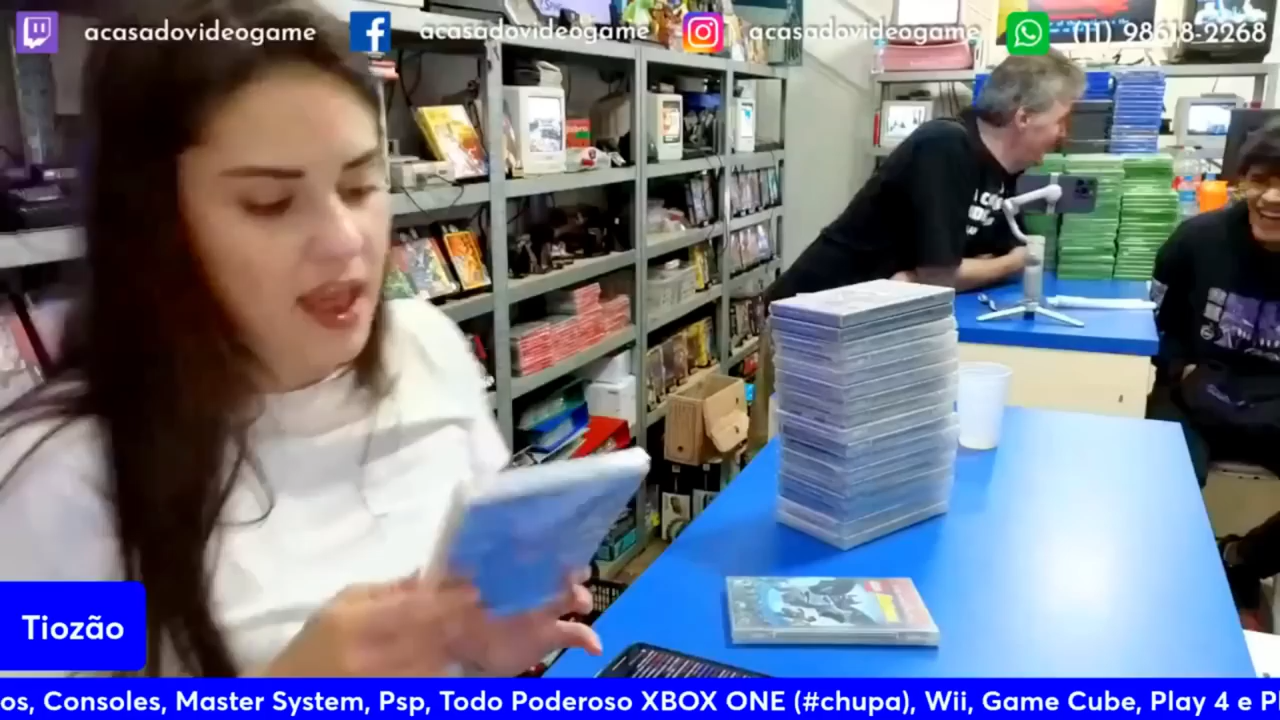 acasadovideogame acasadovideogame acasadovideogame (11) 98618-2268
Tiozão
os, Consoles, Master System, Psp, Todo Poderoso XBOX ONE (#chupa), Wii, Game Cube, Play 4 e P